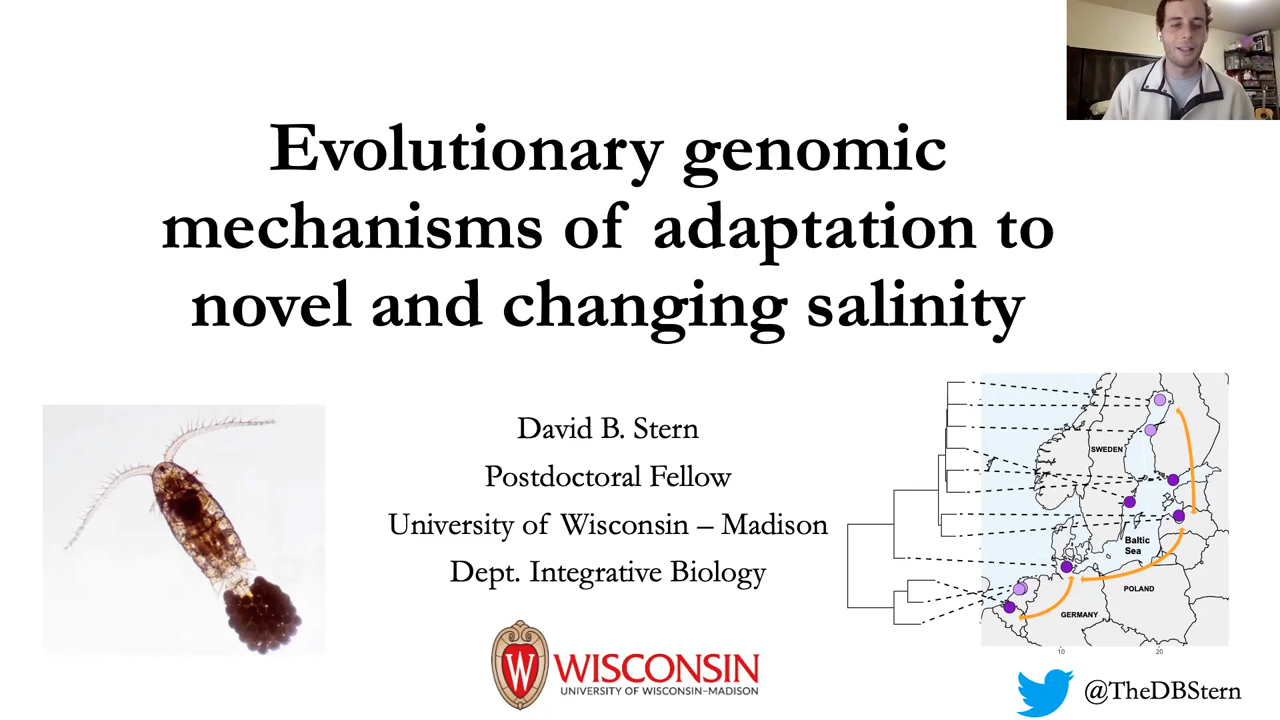 Evolutionary genomic
mechanisms of adaptation to
novel and changing salinity
David B. Stern
Postdoctoral Fellow
University of Wisconsin – Madison
Dept. Integrative Biology
W
WISCONSIN
UNIVERSITY OF WISCONSIN–MADISON
SWEDEN
Baltic
Sea
POLAND
GERMANY
10
20
@TheDBStern